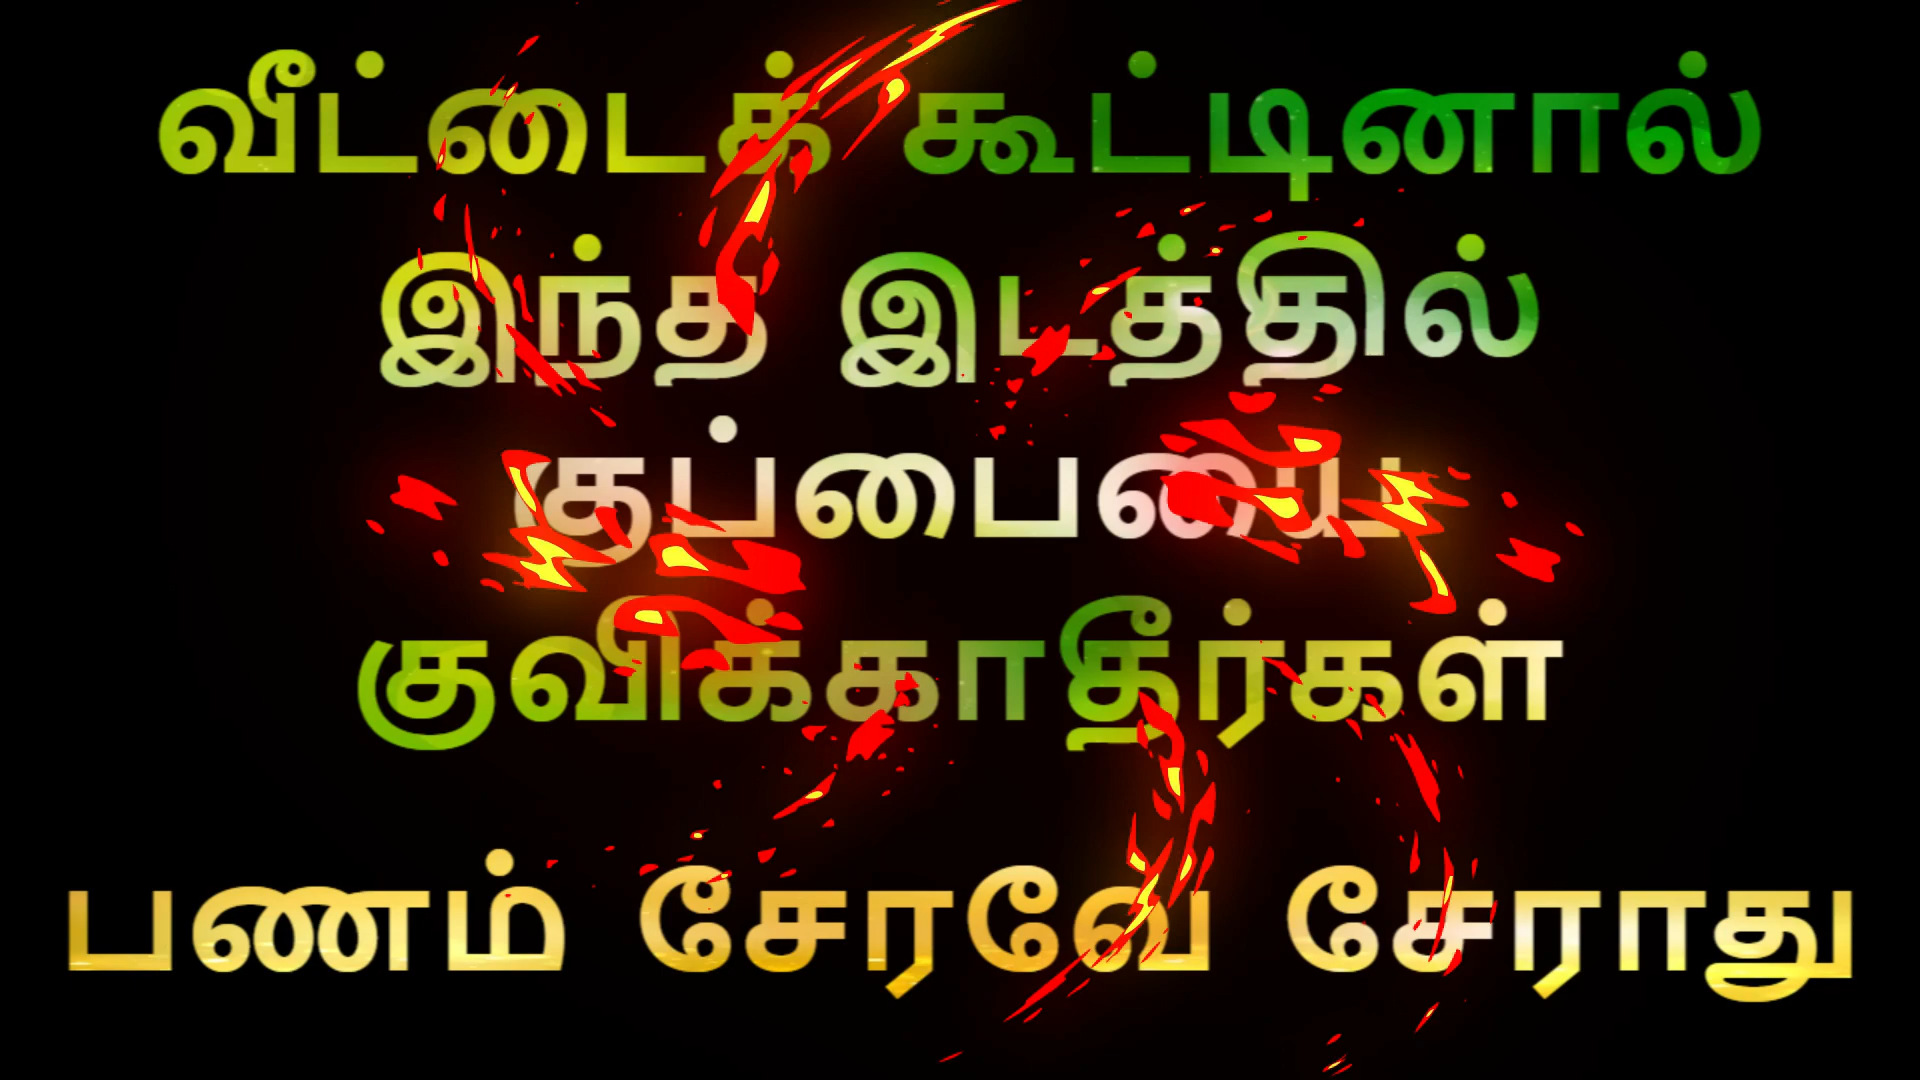 வீட்டைக் கூட்டினால்
இந்த இடத்தில்
குப்பையை
குவிக்காதீர்கள்
பணம் சேரவே சேராது